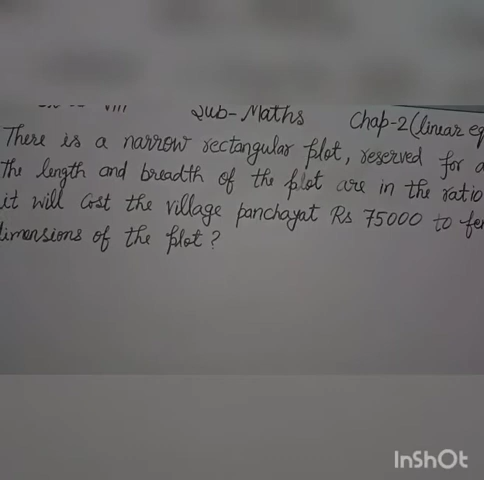 VIII Sub-Maths Chap-2 (linear eq
There is a narrow rectangular plot, reserved for a
The length and breadth of the plot are in the ratio
it will cost the village panchayat Rs 75000 to fe
dimensions of the plot?
InShOt